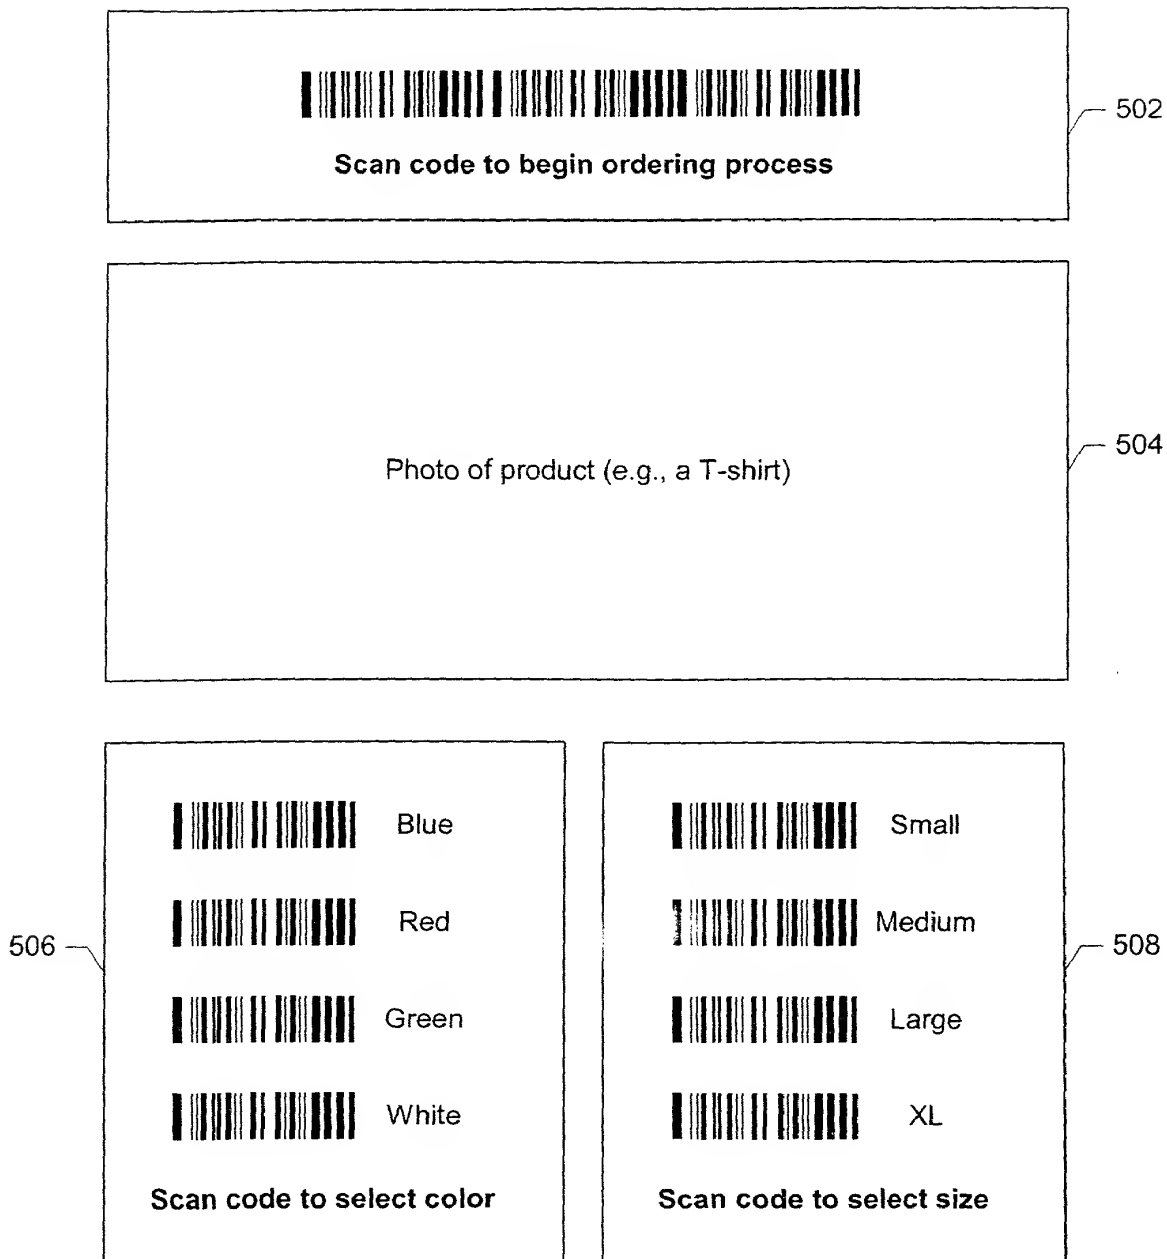 502
Scan code to begin ordering process
504
Photo of product (e.g., a T-shirt)
506
Blue
Red
Green
White
Scan code to select color
508
Small
Medium
Large
XL
Scan code to select size